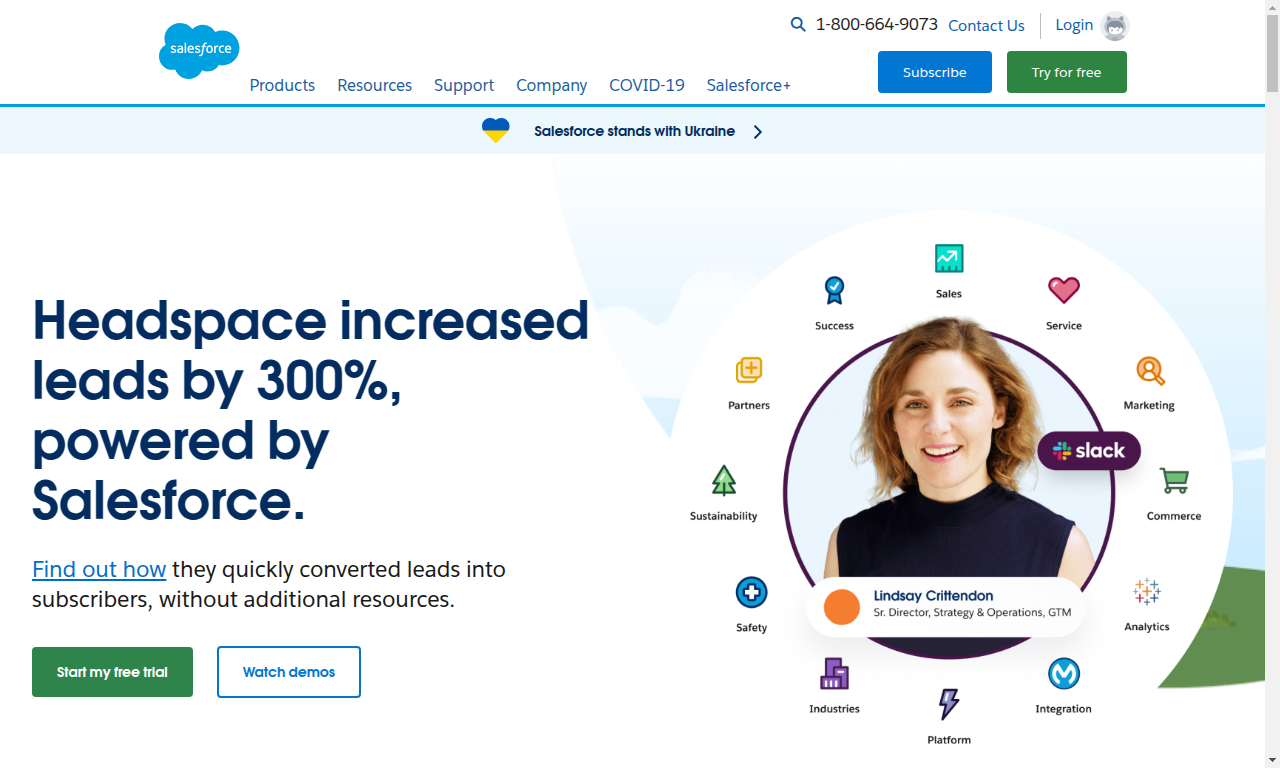 salesforce
1-800-664-9073 Contact Us Login
Products Resources Support Company COVID-19 Salesforce+
Subscribe Try for free
Salesforce stands with Ukraine
Headspace increased
leads by 300%,
powered by
Salesforce.
Find out how they quickly converted leads into
subscribers, without additional resources.
Start my free trial Watch demos
Sales
Success
Service
Partners
Marketing
slack
Sustainability
Commerce
Lindsay Crittendon
Sr. Director, Strategy & Operations, GTM
Safety
Analytics
Industries
Integration
Platform